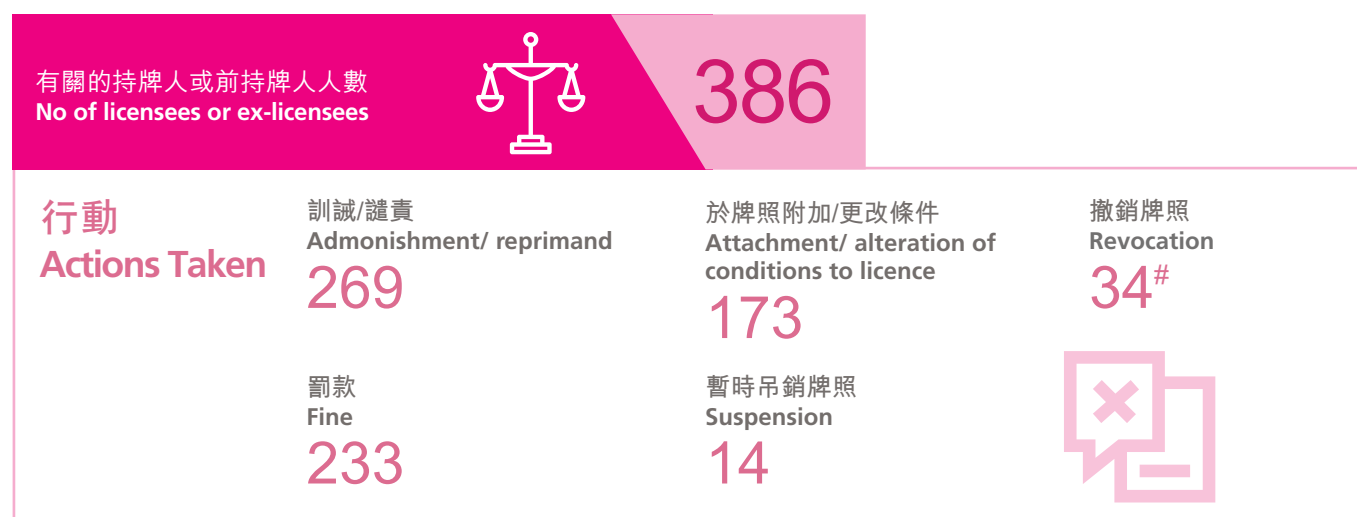 有關的持牌人或前持牌人人數
No of licensees or ex-licensees
386
行動
Actions Taken
訓誡/譴責
Admonishment/ reprimand
269
於牌照附加/更改條件
Attachment/ alteration of
conditions to licence
173
撤銷牌照
Revocation
34#
罰款
Fine
233
暫時吊銷牌照
Suspension
14